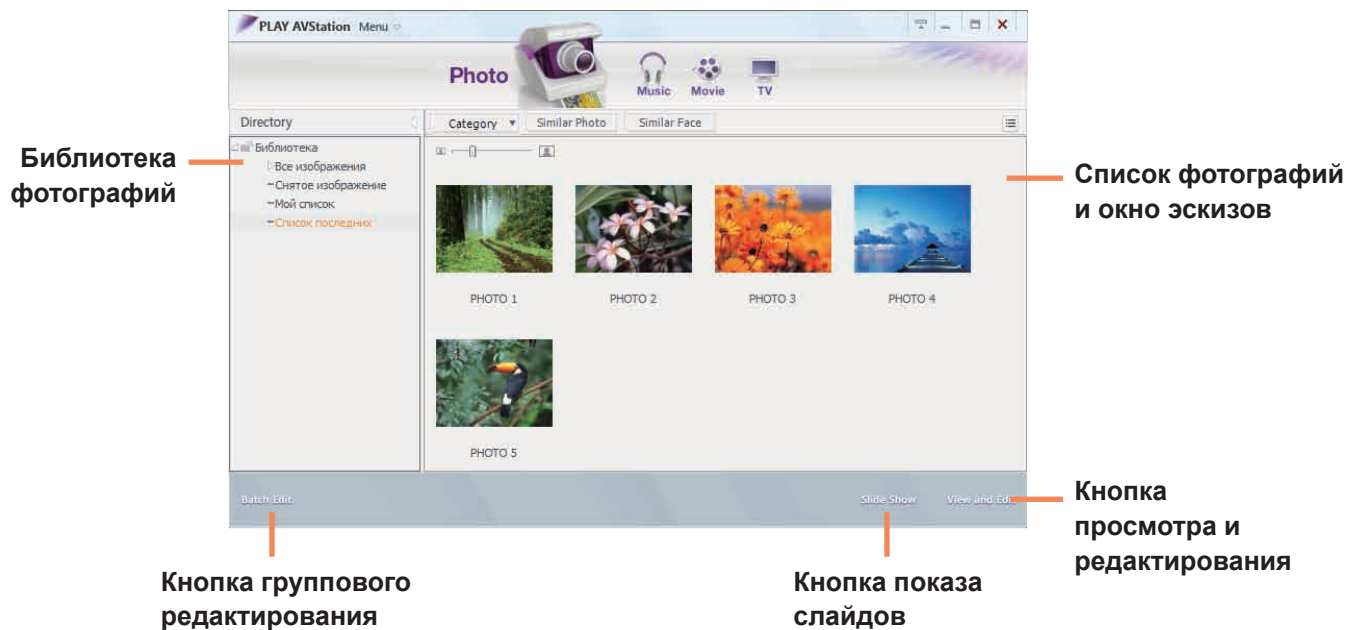 PLAY AVStation Menu
Photo
Music Movie TV
Directory
Category Similar Photo Similar Face
Библиотека
Все изображения
Снятое изображение
Мой список
Список последних
PHOTO 1 PHOTO 2 PHOTO 3 PHOTO 4
PHOTO 5
Batch Edit
Slide Show View and Edit
Библиотека
фотографий
Список фотографий
и окно эскизов
Кнопка
просмотра и
редактирования
Кнопка группового
редактирования
Кнопка показа
слайдов